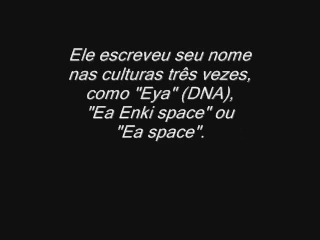 Ele escreveu seu nome
nas culturas três vezes,
como "Eya" (DNA),
"Ea Enki space" ou
"Ea space".